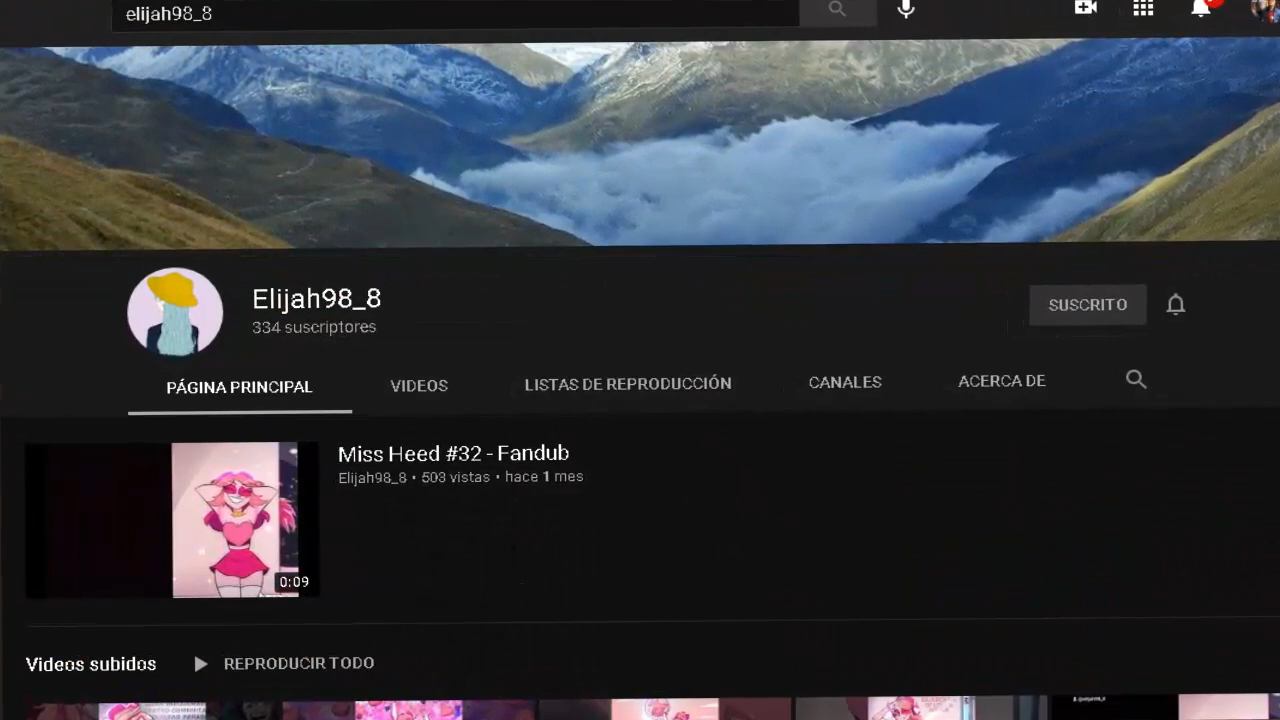 elijah98_8
Elijah98_8
334 suscriptores
SUSCRITO
PÁGINA PRINCIPAL
VIDEOS
LISTAS DE REPRODUCCIÓN
CANALES
ACERCA DE
Miss Heed #32 - Fandub
Elijah98_8 • 503 vistas • hace 1 mes
0:09
Videos subidos
REPRODUCIR TODO